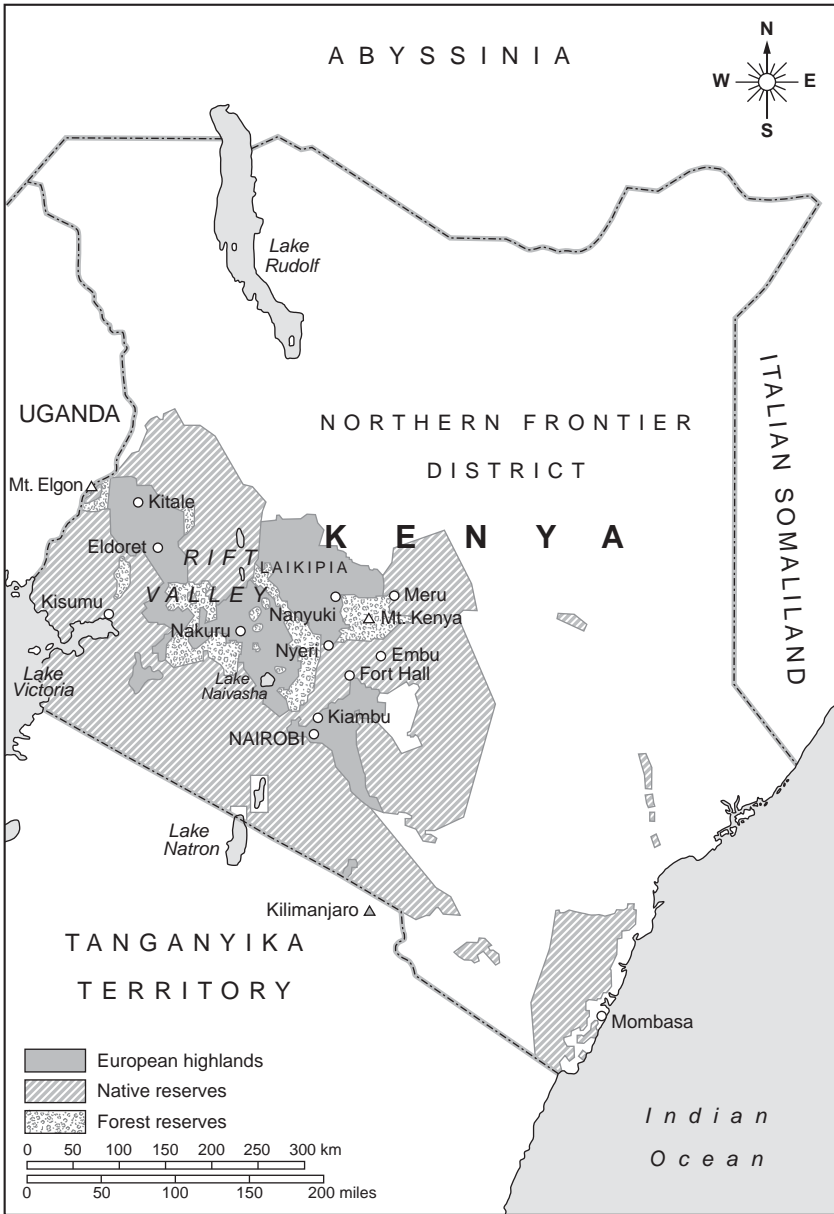 ABYSSINIA
N
W E
S
Lake
Rudolf
UGANDA
NORTHERN FRONTIER
DISTRICT
ITALIAN SOMALILAND
Mt. Elgon
Kitale
KENYA
Eldoret
RIFT
LAIKIPIA
VALLEY
Meru
Kisumu
Nanyuki
Mt. Kenya
Nakuru
Nyeri
Embu
Lake
Victoria
Lake
Naivasha
Fort Hall
Kiambu
NAIROBI
Lake
Natron
Kilimanjaro
TANGANYIKA
TERRITORY
Mombasa
European highlands
Native reserves
Forest reserves
Indian
Ocean
0 50 100 150 200 250 300 km
0 50 100 150 200 miles